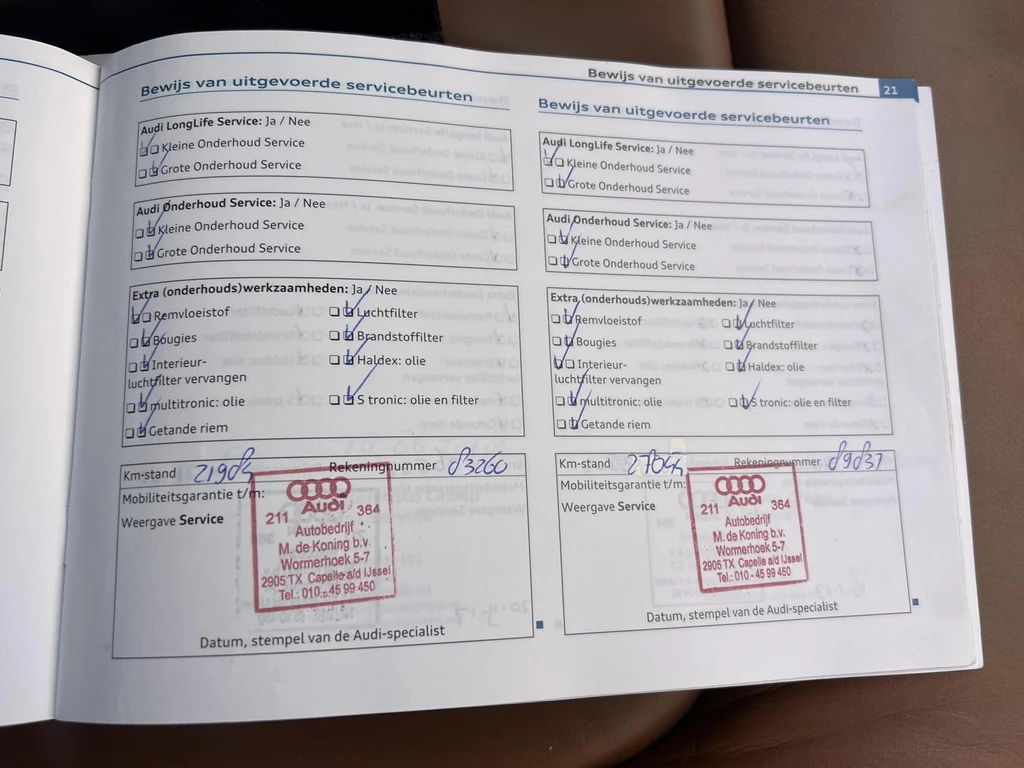 Bewijs van uitgevoerde servicebeurten
21
Bewijs van uitgevoerde servicebeurten
Audi LongLife Service: Ja / Nee
Kleine Onderhoud Service
Grote Onderhoud Service
Audi Onderhoud Service: Ja / Nee
Kleine Onderhoud Service
Grote Onderhoud Service
Extra (onderhouds)werkzaamheden: Ja / Nee
Remvloeistof
Luchtfilter
Bougies
Brandstoffilter
Interieur-
luchtfilter vervangen
Haldex: olie
multitronic: olie
S tronic: olie en filter
Getande riem
Km-stand
Rekeningnummer 83260
Mobiliteitsgarantie t/m:
Weergave Service
Audi
211 364
Autobedrijf
M. de Koning b.v.
Wormerhoek 5-7
2905 TX Capelle a/d IJssel
Tel.: 010-45 99 450
Datum, stempel van de Audi-specialist
Bewijs van uitgevoerde servicebeurten
Audi LongLife Service: Ja / Nee
Kleine Onderhoud Service
Grote Onderhoud Service
Audi Onderhoud Service: Ja / Nee
Kleine Onderhoud Service
Grote Onderhoud Service
Extra (onderhouds)werkzaamheden: Ja / Nee
Remvloeistof
Luchtfilter
Bougies
Brandstoffilter
Interieur-
luchtfilter vervangen
Haldex: olie
multitronic: olie
S tronic: olie en filter
Getande riem
Km-stand
Rekeningnummer 89831
Mobiliteitsgarantie t/m:
Weergave Service
Audi
211 364
Autobedrijf
M. de Koning b.v.
Wormerhoek 5-7
2905 TX Capelle a/d IJssel
Tel.: 010-45 99 450
Datum, stempel van de Audi-specialist